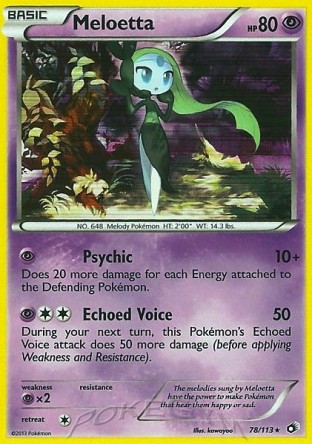 BASIC
Meloetta HP80
NO. 648 Melody Pokémon HT: 2'00" WT: 14.3 lbs.
Psychic 10+
Does 20 more damage for each Energy attached to
the Defending Pokémon.
Echoed Voice 50
During your next turn, this Pokémon's Echoed
Voice attack does 50 more damage (before applying
Weakness and Resistance).
weakness resistance
×2
retreat
The melodies sung by Meloetta
have the power to make Pokémon
that hear them happy or sad.
POKÉ
©2013 Pokémon Illus. kawayoo 78/113 ★